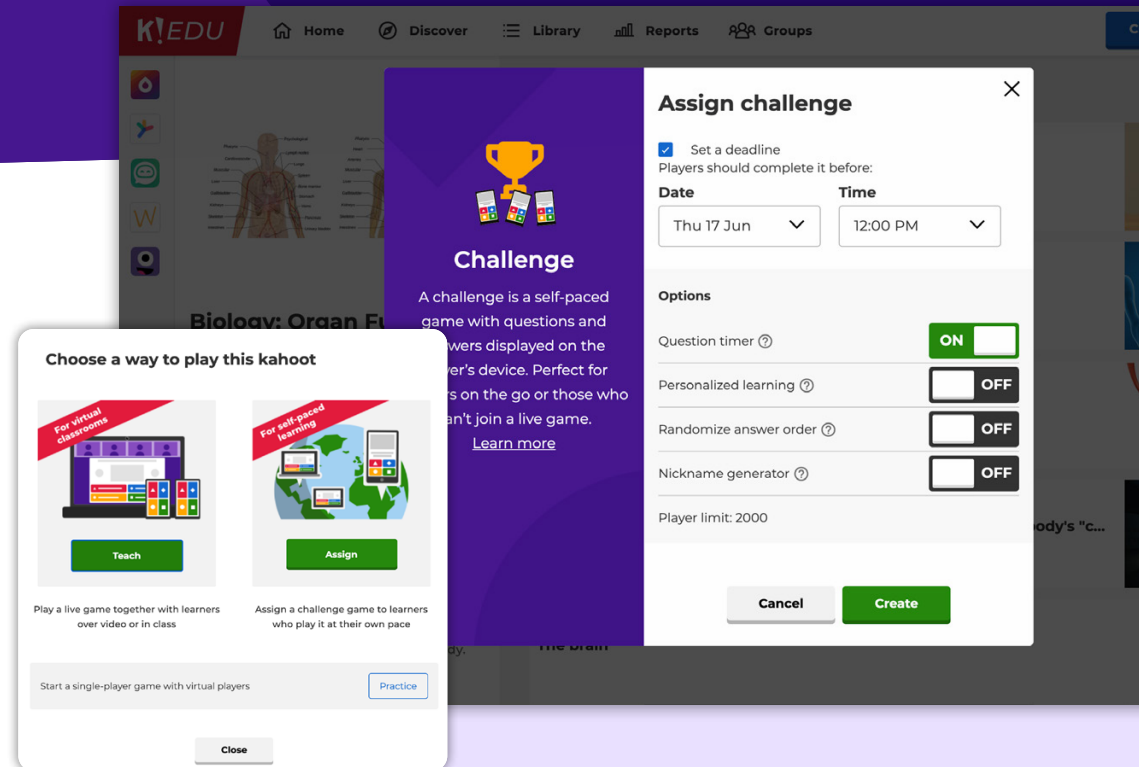 K!EDU
Home
Discover
Library
Reports
Groups
Biology: Organ
Challenge
A challenge is a self-paced
game with questions and
wers displayed on the
er's device. Perfect for
s on the go or those who
an't join a live game.
Learn more
Assign challenge
Set a deadline
Players should complete it before:
Date
Time
Thu 17 Jun
12:00 PM
Options
Question timer
ON
Personalized learning
OFF
Randomize answer order
OFF
Nickname generator
OFF
Player limit: 2000
Cancel
Create
ody's "c...
dy.
The brain
Choose a way to play this kahoot
For virtual
classrooms
Teach
Play a live game together with learners
over video or in class
For self-paced
learning
Assign
Assign a challenge game to learners
who play it at their own pace
Start a single-player game with virtual players
Practice
Close